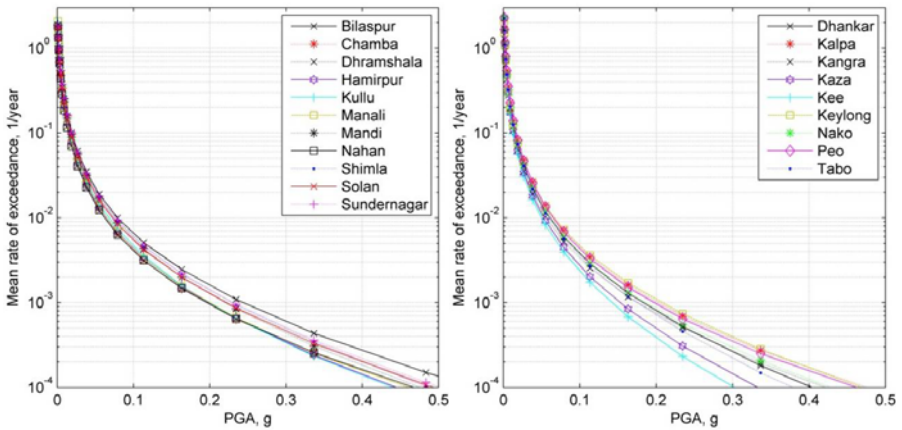 10^0
10^-1
10^-2
10^-3
10^-4
Mean rate of exceedance, 1/year
0 0.1 0.2 0.3 0.4 0.5
PGA, g
Bilaspur
Chamba
Dhramshala
Hamirpur
Kullu
Manali
Mandi
Nahan
Shimla
Solan
Sundernagar
10^0
10^-1
10^-2
10^-3
10^-4
Mean rate of exceedance, 1/year
0 0.1 0.2 0.3 0.4 0.5
PGA, g
Dhankar
Kalpa
Kangra
Kaza
Kee
Keylong
Nako
Peo
Tabo